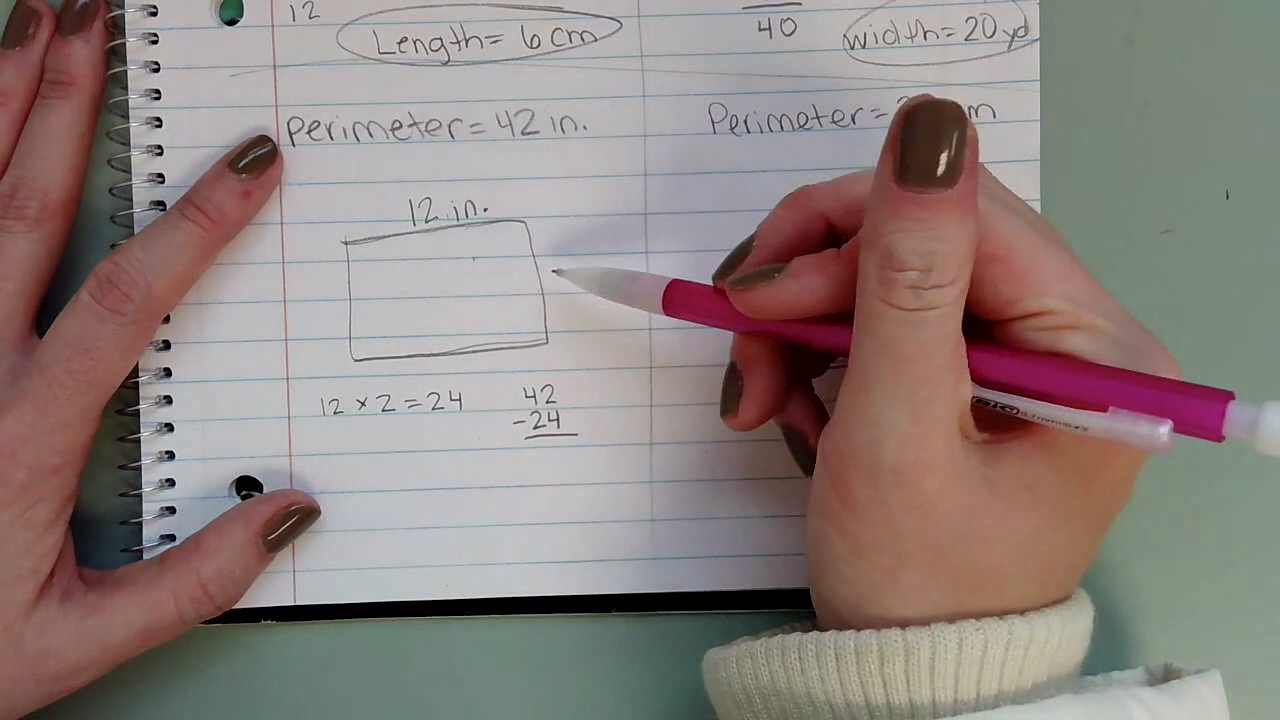 12
Length= 6 cm
40
width=20 yd
perimeter= 42 in.
Perimeter=
12 in.
12 × 2 = 24
42
-24
BIC